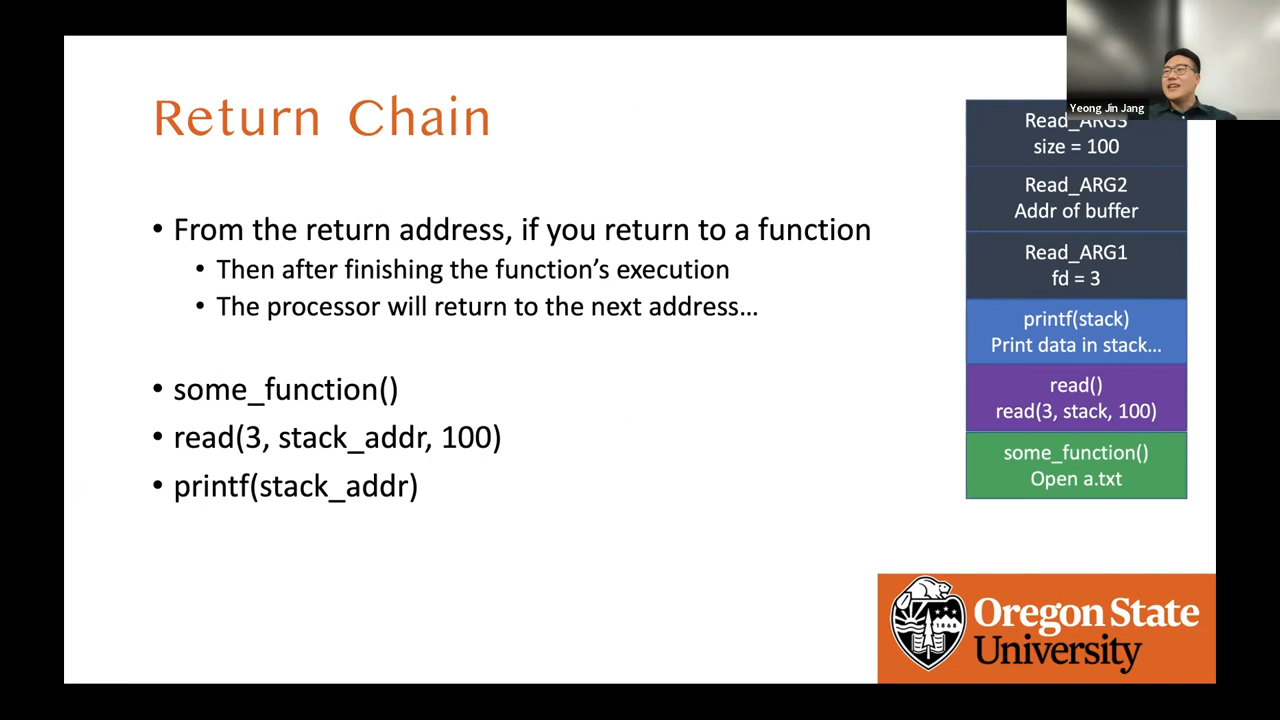 Return Chain
• From the return address, if you return to a function
• Then after finishing the function's execution
• The processor will return to the next address…
• some_function()
• read(3, stack_addr, 100)
• printf(stack_addr)
Yeong Jin Jang
Read_ARG3
size = 100
Read_ARG2
Addr of buffer
Read_ARG1
fd = 3
printf(stack)
Print data in stack…
read()
read(3, stack, 100)
some_function()
Open a.txt
Oregon State
University